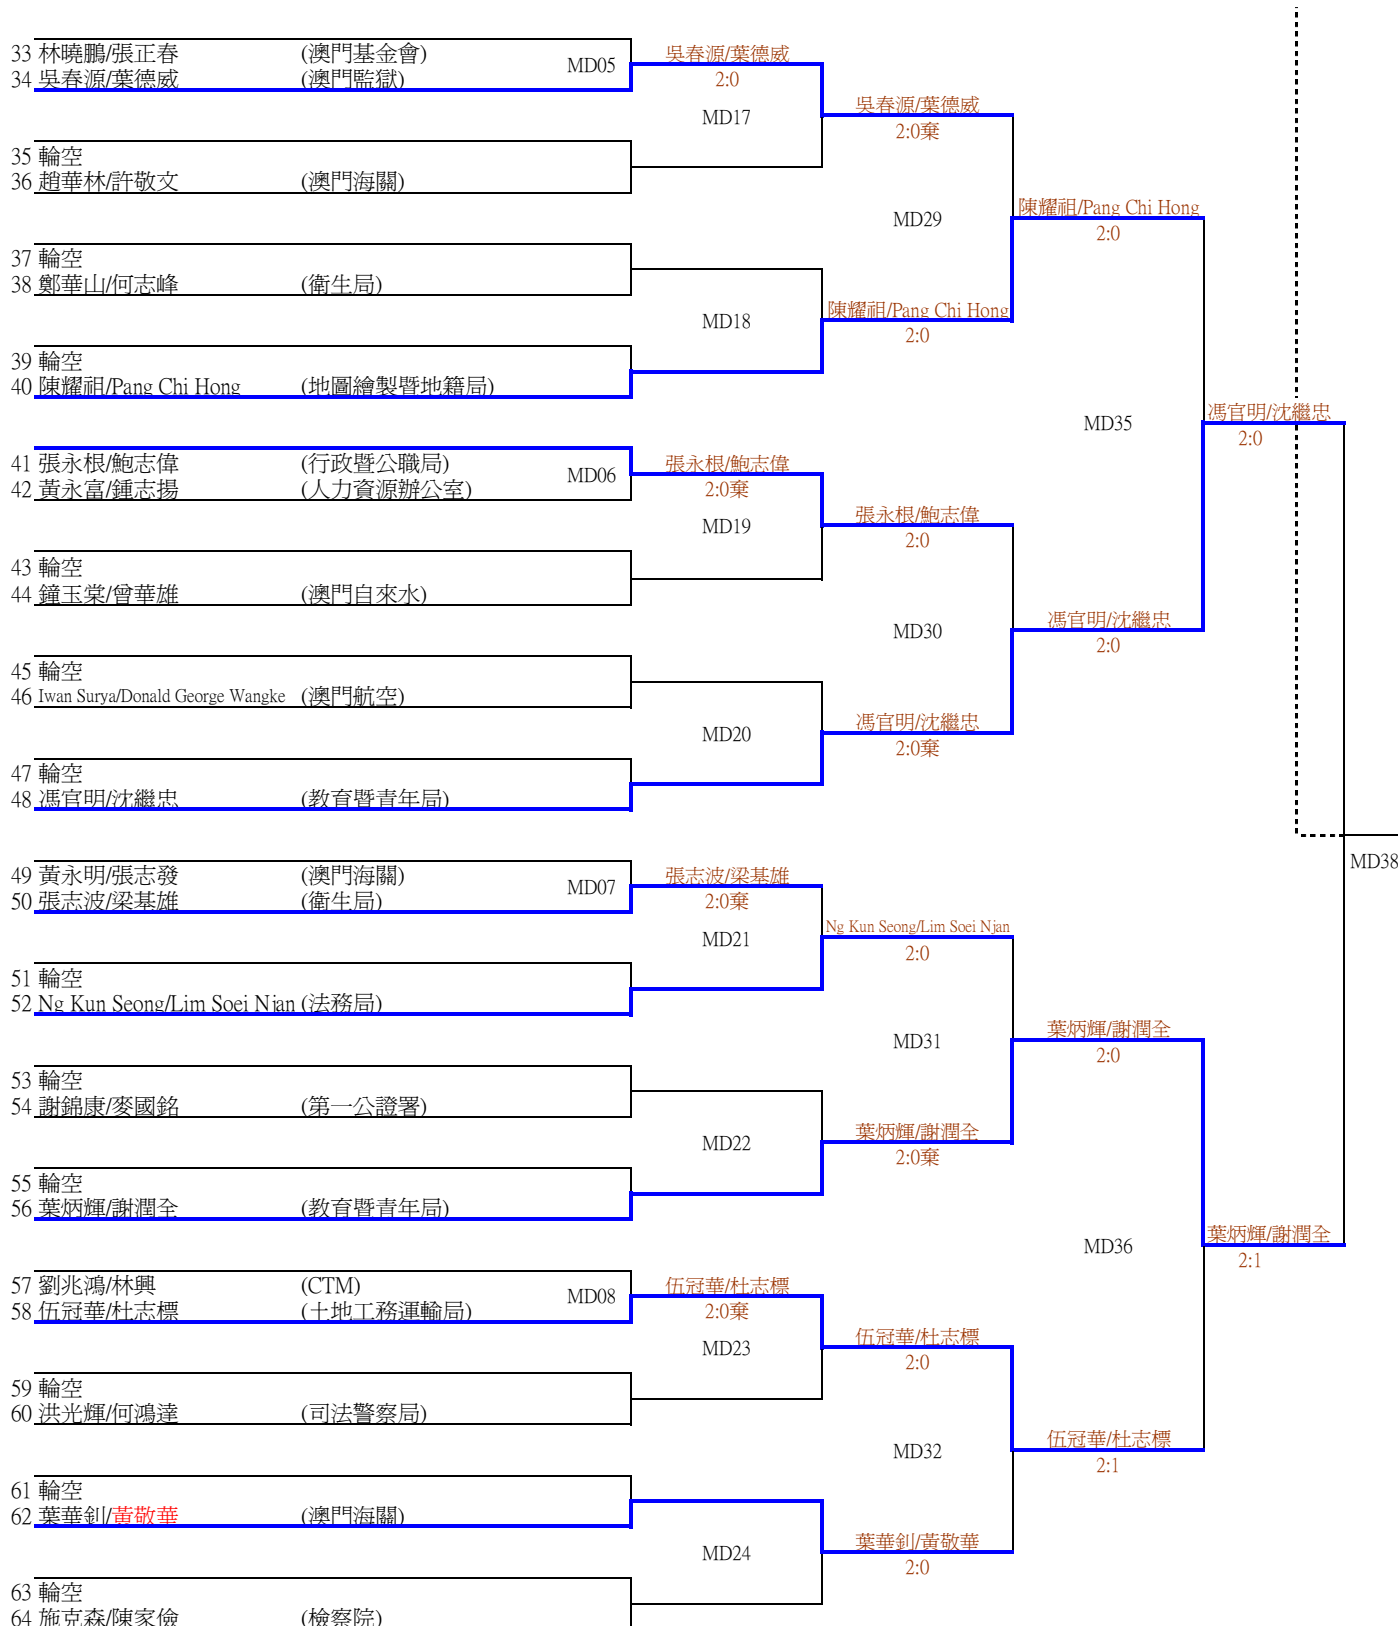 33 林曉鵬/張正春 (澳門基金會)
34 吳春源/葉德威 (澳門監獄)
MD05
吳春源/葉德威
2:0
MD17
吳春源/葉德威
2:0棄
35 輪空
36 趙華林/許敬文 (澳門海關)
MD29
陳耀祖/Pang Chi Hong
2:0
37 輪空
38 鄭華山/何志峰 (衛生局)
MD18
陳耀祖/Pang Chi Hong
2:0
39 輪空
40 陳耀祖/Pang Chi Hong (地圖繪製暨地籍局)
MD35
馮官明/沈繼忠
2:0
41 張永根/鮑志偉 (行政暨公職局)
42 黃永富/鍾志揚 (人力資源辦公室)
MD06
張永根/鮑志偉
2:0棄
MD19
張永根/鮑志偉
2:0
43 輪空
44 鐘玉棠/曾華雄 (澳門自來水)
MD30
馮官明/沈繼忠
2:0
45 輪空
46 Iwan Surya/Donald George Wangke (澳門航空)
MD20
馮官明/沈繼忠
2:0棄
47 輪空
48 馮官明/沈繼忠 (教育暨青年局)
MD38
49 黃永明/張志發 (澳門海關)
50 張志波/梁基雄 (衛生局)
MD07
張志波/梁基雄
2:0棄
MD21
Ng Kun Seong/Lim Soei Njan
2:0
51 輪空
52 Ng Kun Seong/Lim Soei Njan (法務局)
MD31
葉炳輝/謝潤全
2:0
53 輪空
54 謝錦康/麥國銘 (第一公證署)
MD22
葉炳輝/謝潤全
2:0棄
55 輪空
56 葉炳輝/謝潤全 (教育暨青年局)
MD36
葉炳輝/謝潤全
2:1
57 劉兆鴻/林興 (CTM)
58 伍冠華/杜志標 (土地工務運輸局)
MD08
伍冠華/杜志標
2:0棄
MD23
伍冠華/杜志標
2:0
59 輪空
60 洪光輝/何鴻達 (司法警察局)
MD32
伍冠華/杜志標
2:1
61 輪空
62 葉華釗/黃敬華 (澳門海關)
MD24
葉華釗/黃敬華
2:0
63 輪空
64 施克森/陳家儉 (檢察院)